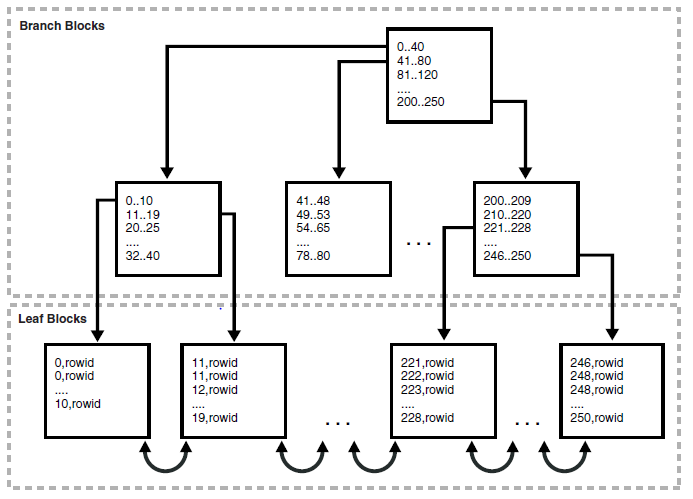 Branch Blocks
0..40
41..80
81..120
....
200..250
0..10
11..19
20..25
....
32..40
41..48
49..53
54..65
....
78..80
...
200..209
210..220
221..228
....
246..250
Leaf Blocks
0,rowid
0,rowid
....
10,rowid
11,rowid
11,rowid
12,rowid
....
19,rowid
...
221,rowid
222,rowid
223,rowid
....
228,rowid
...
246,rowid
248,rowid
248,rowid
....
250,rowid